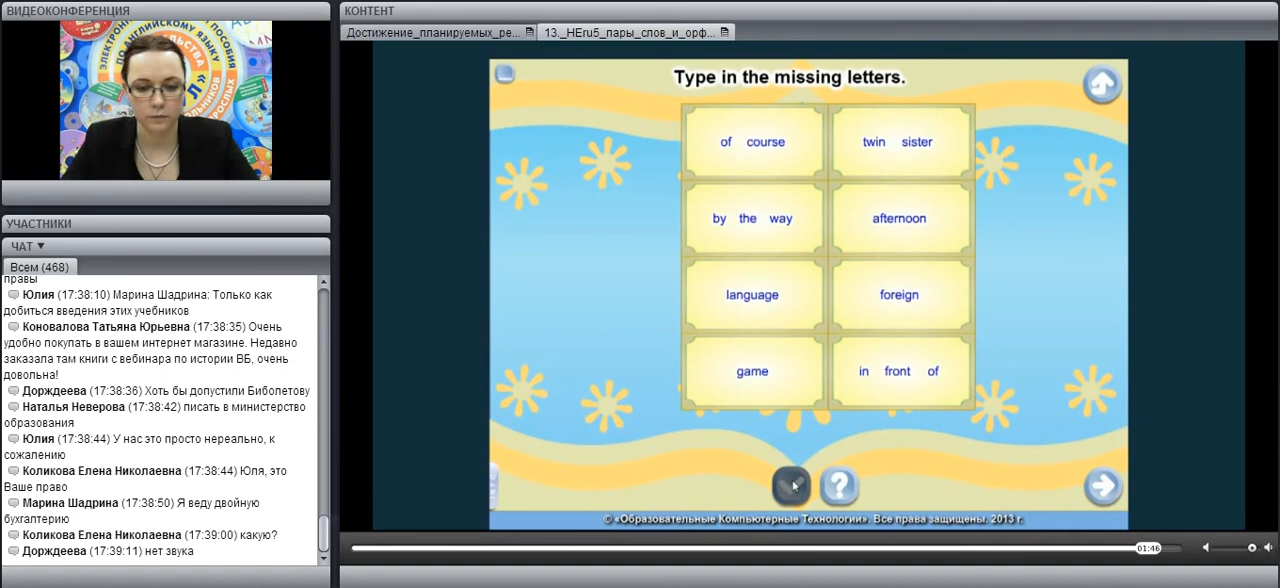 ВИДЕОКОНФЕРЕНЦИЯ
ЭЛЕКТРОН
ПОСОБИЯ
ПО АНГЛИЙСКОМУ ЯЗЫКУ
УЧАСТНИКИ
ЧАТ ▼
Всем (468)
правы
Юлия (17:38:10) Марина Шадрина: Только как
добиться введения этих учебников
Коновалова Татьяна Юрьевна (17:38:35) Очень
удобно покупать в вашем интернет магазине. Недавно
заказала там книги с вебинара по истории ВБ, очень
довольна!
Дорждеева (17:38:36) Хоть бы допустили Биболетову
Наталья Неверова (17:38:42) писать в министерство
образования
Юлия (17:38:44) У нас это просто нереально, к
сожалению
Коликова Елена Николаевна (17:38:44) Юля, это
Ваше право
Марина Шадрина (17:38:50) Я веду двойную
бухгалтерию
Коликова Елена Николаевна (17:39:00) какую?
Дорждеева (17:39:11) нет звука
КОНТЕНТ
Достижение_планируемых_ре...
13._HEru5_пары_слов_и_орф...
Type in the missing letters.
of course
twin sister
by the way
afternoon
language
foreign
game
in front of
?
© «Образовательные Компьютерные Технологии». Все права защищены. 2013 г.
01:46